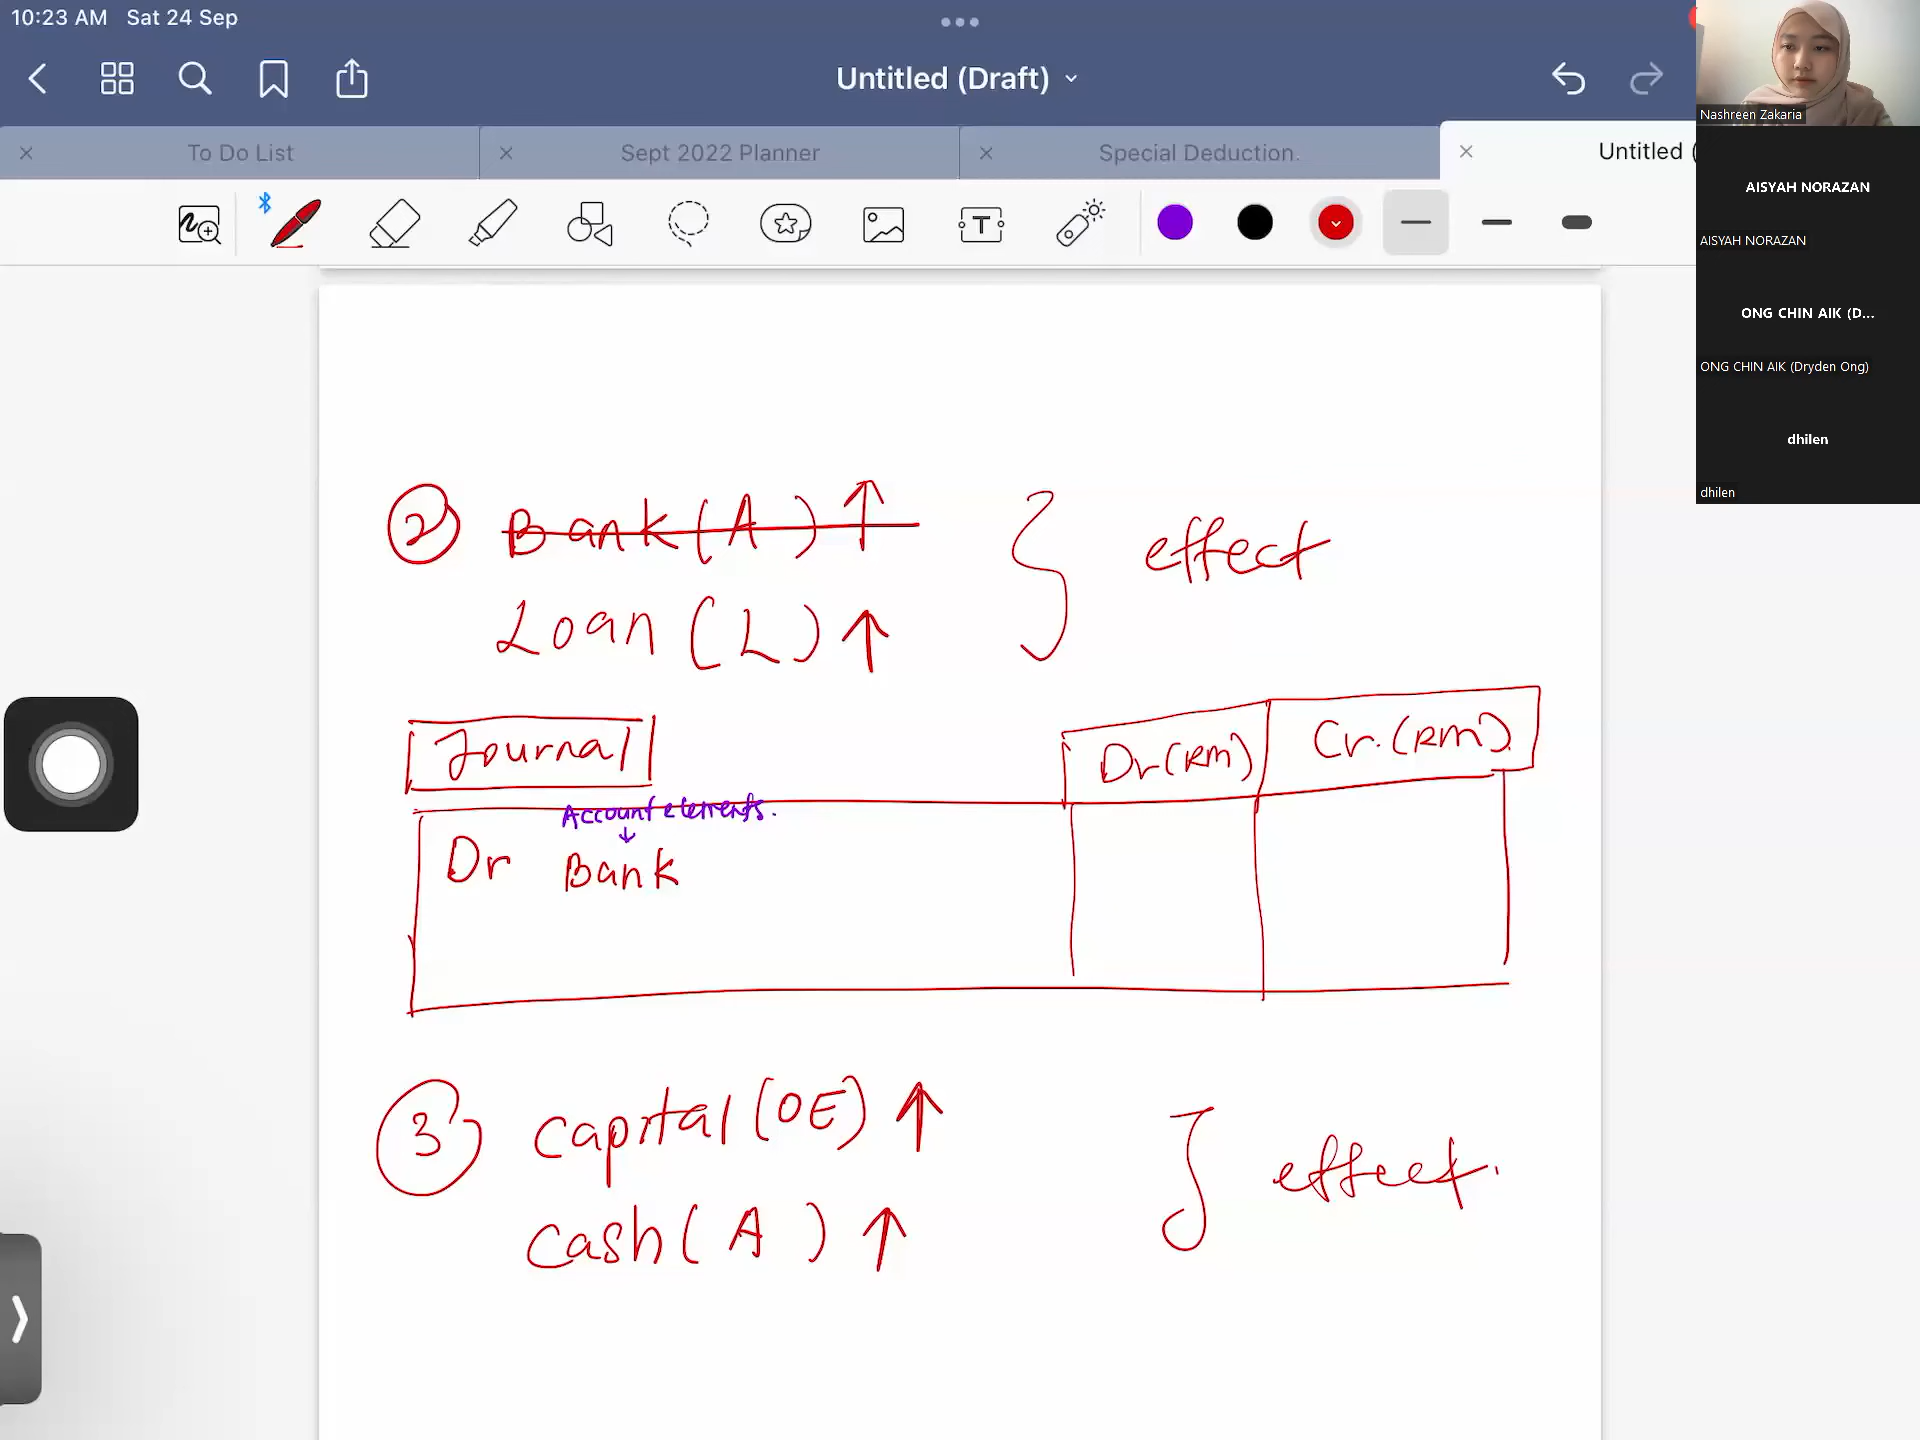 10:23 AM Sat 24 Sep
Untitled (Draft)
To Do List
Sept 2022 Planner
Special Deduction.
Untitled (
T
Nashreen Zakaria
AISYAH NORAZAN
AISYAH NORAZAN
ONG CHIN AIK (D...
ONG CHIN AIK (Dryden Ong)
dhilen
dhilen
2 Bank (A) ↑ } effect
Loan (L) ↑
Journal Dr (RM) Cr. (RM)
Account elements.
↓
Dr Bank
3 Capital (OE) ↑ } effect.
Cash (A) ↑